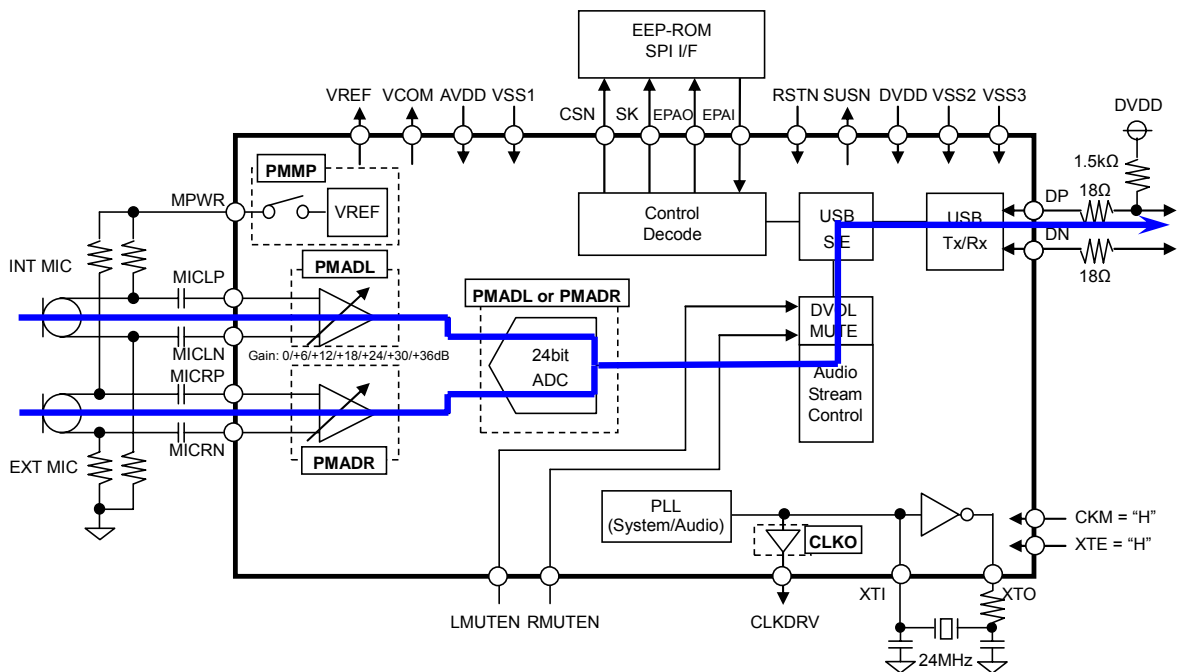 EEP-ROM
SPI I/F
VREF
VCOM
AVDD
VSS1
CSN
SK
EPAO
EPAI
RSTN
SUSN
DVDD
VSS2
VSS3
DVDD
1.5kΩ
PMMP
MPWR
VREF
Control
Decode
USB
SIE
USB
Tx/Rx
DP
18Ω
DN
18Ω
INT MIC
MICLP
PMADL
PMADL or PMADR
MICLN
Gain: 0/+6/+12/+18/+24/+30/+36dB
24bit
ADC
DVOL
MUTE
Audio
Stream
Control
MICRP
MICRN
EXT MIC
PMADR
PLL
(System/Audio)
CLKO
CKM = “H”
XTE = “H”
LMUTEN
RMUTEN
CLKDRV
XTI
XTO
24MHz